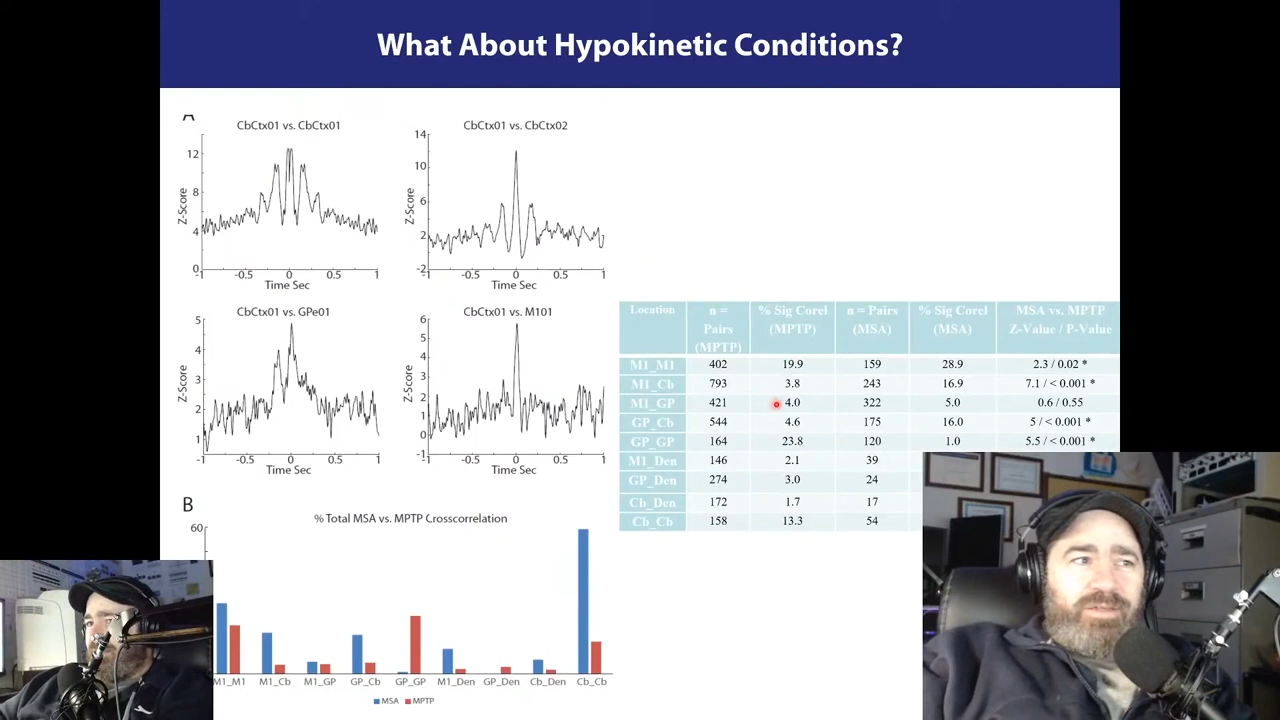 What About Hypokinetic Conditions?
A
CbCtx01 vs. CbCtx01
Z-Score
12
8
4
0
-1 -0.5 0 0.5 1
Time Sec
CbCtx01 vs. CbCtx02
Z-Score
14
10
6
2
-2
-1 -0.5 0 0.5 1
Time Sec
CbCtx01 vs. GPe01
Z-Score
5
4
3
2
1
-1 -0.5 0 0.5 1
Time Sec
CbCtx01 vs. M101
Z-Score
6
5
4
3
2
1
0
-1
-1 -0.5 0 0.5 1
Time Sec
Location n = Pairs (MPTP) % Sig Corel (MPTP) n = Pairs (MSA) % Sig Corel (MSA) MSA vs. MPTP Z-Value / P-Value
M1_M1 402 19.9 159 28.9 2.3 / 0.02 *
M1_Cb 793 3.8 243 16.9 7.1 / < 0.001 *
M1_GP 421 4.0 322 5.0 0.6 / 0.55
GP_Cb 544 4.6 175 16.0 5 / < 0.001 *
GP_GP 164 23.8 120 1.0 5.5 / < 0.001 *
M1_Den 146 2.1 39
GP_Den 274 3.0 24
Cb_Den 172 1.7 17
Cb_Cb 158 13.3 54
B
% Total MSA vs. MPTP Crosscorrelation
60
M1_M1 M1_Cb M1_GP GP_Cb GP_GP M1_Den GP_Den Cb_Den Cb_Cb
MSA MPTP